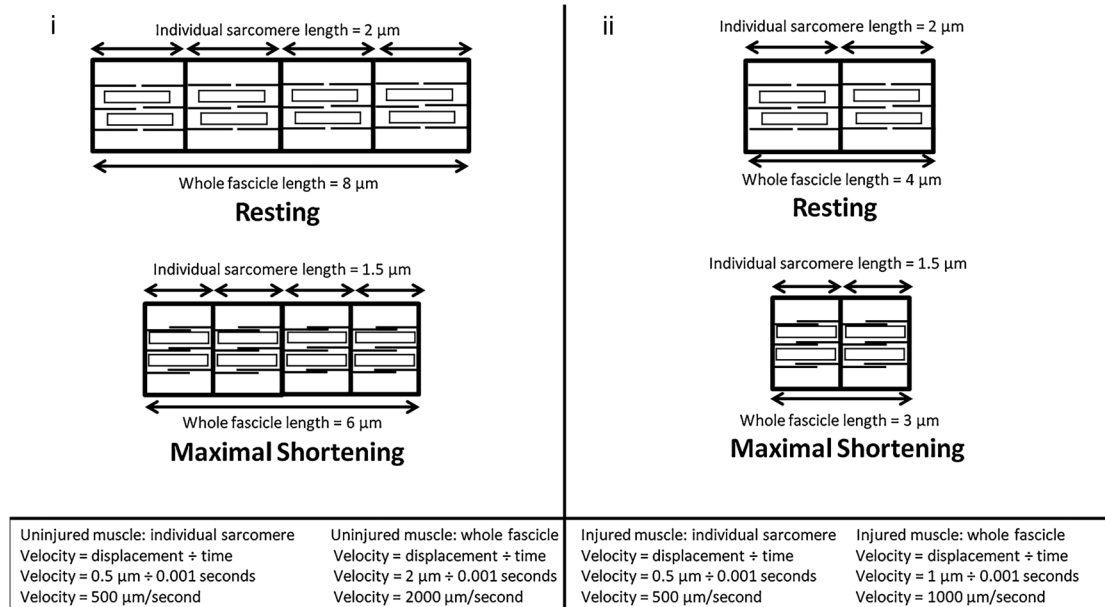 i
Individual sarcomere length = 2 µm
Whole fascicle length = 8 µm
Resting
Individual sarcomere length = 1.5 µm
Whole fascicle length = 6 µm
Maximal Shortening
Uninjured muscle: individual sarcomere
Velocity = displacement ÷ time
Velocity = 0.5 µm ÷ 0.001 seconds
Velocity = 500 µm/second
Uninjured muscle: whole fascicle
Velocity = displacement ÷ time
Velocity = 2 µm ÷ 0.001 seconds
Velocity = 2000 µm/second
ii
Individual sarcomere length = 2 µm
Whole fascicle length = 4 µm
Resting
Individual sarcomere length = 1.5 µm
Whole fascicle length = 3 µm
Maximal Shortening
Injured muscle: individual sarcomere
Velocity = displacement ÷ time
Velocity = 0.5 µm ÷ 0.001 seconds
Velocity = 500 µm/second
Injured muscle: whole fascicle
Velocity = displacement ÷ time
Velocity = 1 µm ÷ 0.001 seconds
Velocity = 1000 µm/second